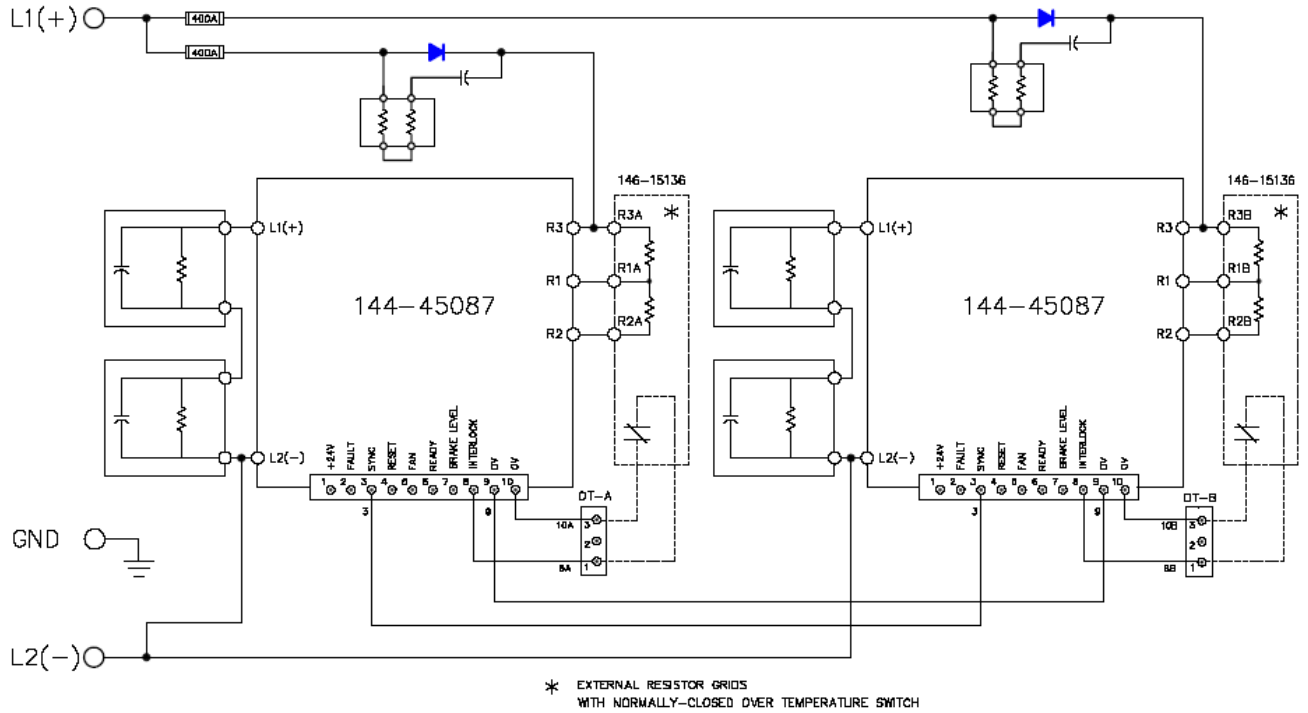 L1(+)
400A
400A
146-15136
146-15136
R3A
R3B
L1(+)
R3
L1(+)
R3
R1A
R1B
144-45087
R1
144-45087
R1
R2A
R2B
R2
R2
+24V
FAULT
SYNC
RESET
FAN
READY
BRAKE LEVEL
INTERLOCK
0V
0V
+24V
FAULT
SYNC
RESET
FAN
READY
BRAKE LEVEL
INTERLOCK
0V
0V
L2(-)
L2(-)
1 2 3 4 5 6 7 8 9 10
1 2 3 4 5 6 7 8 9 10
OT-A
OT-B
3
9
3
9
10A
3
10B
3
2
2
8A
1
8B
1
GND
L2(-)
* EXTERNAL RESISTOR GRIDS
WITH NORMALLY-CLOSED OVER TEMPERATURE SWITCH